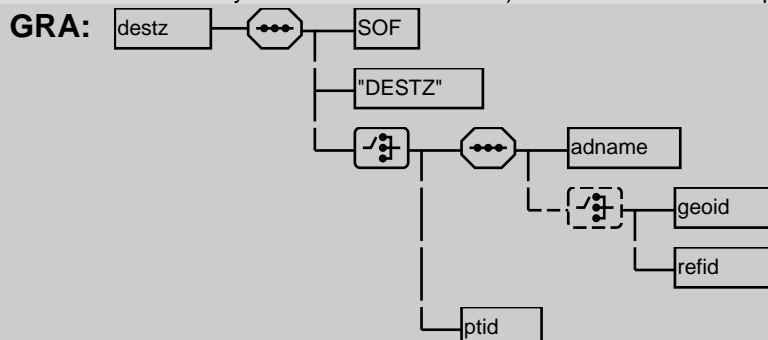 GRA: destz SOF
"DESTZ"
adname
geoid
refid
ptid